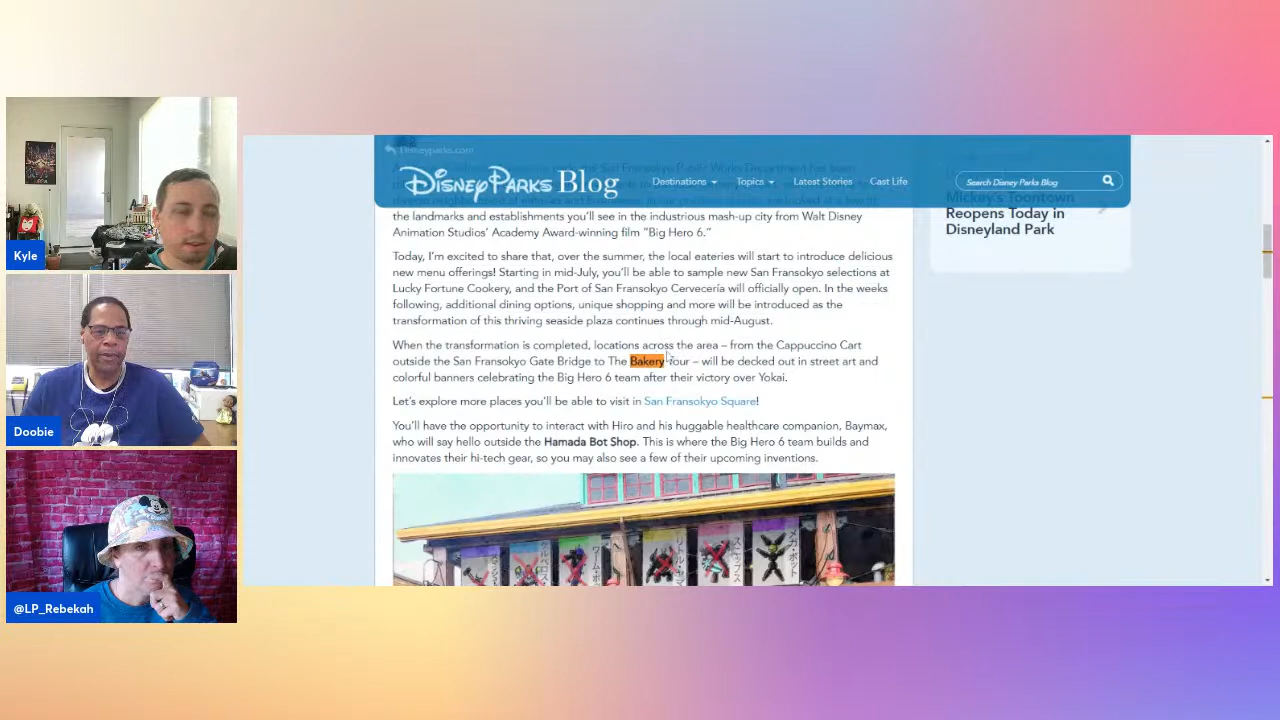 Kyle
Doobie
@LP_Rebekah
Disneyparks.com
DISNEY PARKS Blog
Destinations
Topics
Latest Stories
Cast Life
Search Disney Parks Blog
San Fransokyo Public Works Department has been
the landmarks and establishments you'll see in the industrious mash-up city from Walt Disney
Animation Studios' Academy Award-winning film "Big Hero 6."
Today, I'm excited to share that, over the summer, the local eateries will start to introduce delicious
new menu offerings! Starting in mid-July, you'll be able to sample new San Fransokyo selections at
Lucky Fortune Cookery, and the Port of San Fransokyo Cervecería will officially open. In the weeks
following, additional dining options, unique shopping and more will be introduced as the
transformation of this thriving seaside plaza continues through mid-August.
When the transformation is completed, locations across the area – from the Cappuccino Cart
outside the San Fransokyo Gate Bridge to The Bakery Tour – will be decked out in street art and
colorful banners celebrating the Big Hero 6 team after their victory over Yokai.
Let's explore more places you'll be able to visit in San Fransokyo Square!
You'll have the opportunity to interact with Hiro and his huggable healthcare companion, Baymax,
who will say hello outside the Hamada Bot Shop. This is where the Big Hero 6 team builds and
innovates their hi-tech gear, so you may also see a few of their upcoming inventions.
Mickey's Toontown
Reopens Today in
Disneyland Park